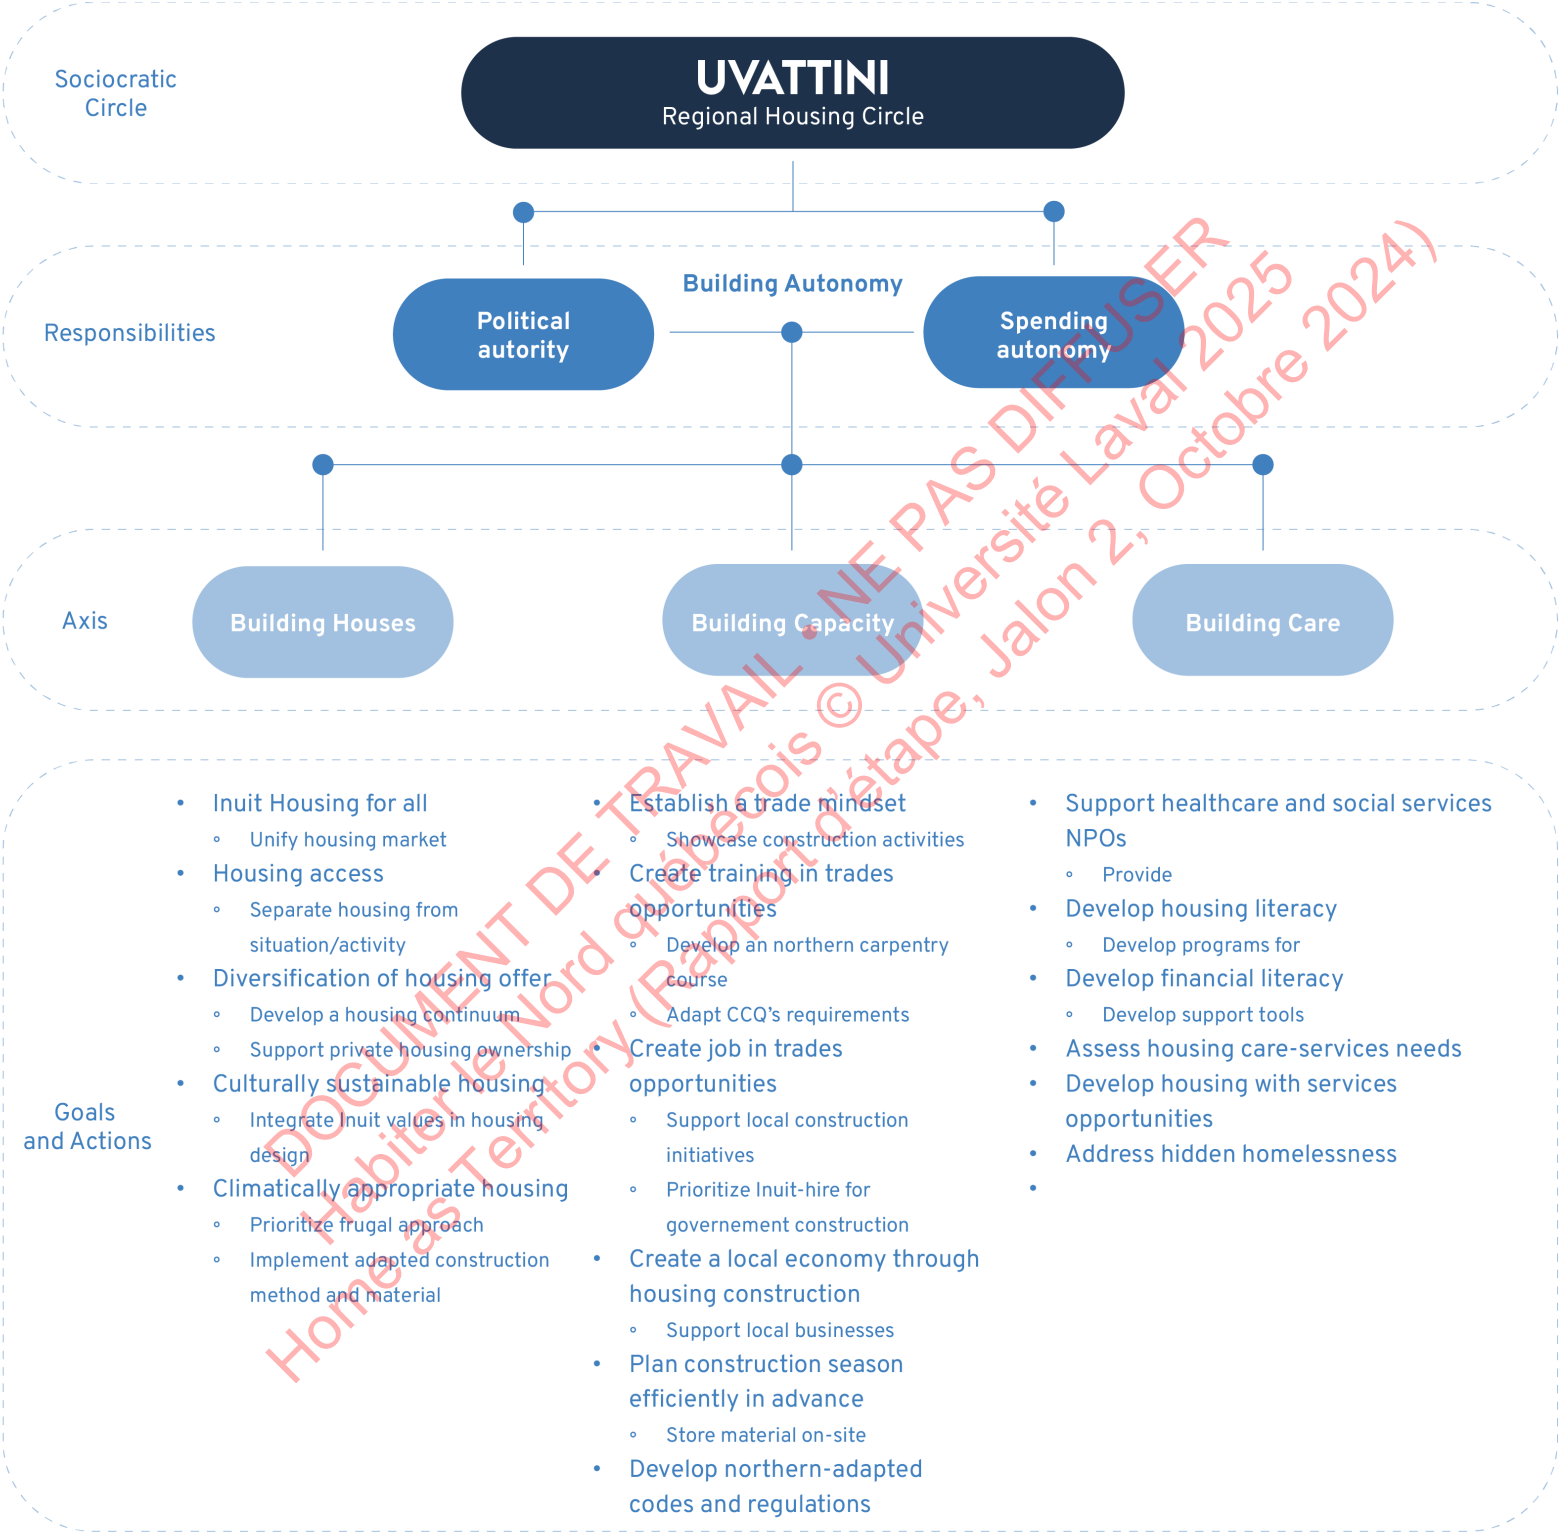 Sociocratic
Circle
UVATTINI
Regional Housing Circle
Responsibilities
Political
autority
Building Autonomy
Spending
autonomy
Axis
Building Houses
Building Capacity
Building Care
Goals
and Actions
• Inuit Housing for all
◦ Unify housing market
• Housing access
◦ Separate housing from
situation/activity
• Diversification of housing offer
◦ Develop a housing continuum
◦ Support private housing ownership
• Culturally sustainable housing
◦ Integrate Inuit values in housing
design
• Climatically appropriate housing
◦ Prioritize frugal approach
◦ Implement adapted construction
method and material
• Establish a trade mindset
◦ Showcase construction activities
• Create training in trades
opportunities
◦ Develop an northern carpentry
course
◦ Adapt CCQ's requirements
• Create job in trades
opportunities
◦ Support local construction
initiatives
◦ Prioritize Inuit-hire for
governement construction
• Create a local economy through
housing construction
◦ Support local businesses
• Plan construction season
efficiently in advance
◦ Store material on-site
• Develop northern-adapted
codes and regulations
• Support healthcare and social services
NPOs
◦ Provide
• Develop housing literacy
◦ Develop programs for
• Develop financial literacy
◦ Develop support tools
• Assess housing care-services needs
• Develop housing with services
opportunities
• Address hidden homelessness
•
DOCUMENT DE TRAVAIL • NE PAS DIFFUSER
Habiter le Nord québécois © Université Laval 2025
Home as Territory (Rapport d'étape, Jalon 2, Octobre 2024)